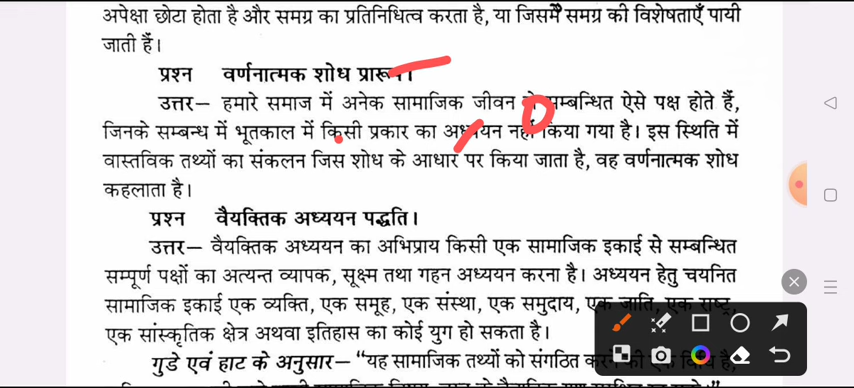 अपेक्षा छोटा होता है और समग्र का प्रतिनिधित्व करता है, या जिसमें समग्र की विशेषताएँ पायी
जाती हैं।
प्रश्न वर्णनात्मक शोध प्रारूप।
उत्तर– हमारे समाज में अनेक सामाजिक जीवन से सम्बन्धित ऐसे पक्ष होते हैं,
जिनके सम्बन्ध में भूतकाल में किसी प्रकार का अध्ययन नहीं किया गया है। इस स्थिति में
वास्तविक तथ्यों का संकलन जिस शोध के आधार पर किया जाता है, वह वर्णनात्मक शोध
कहलाता है।
प्रश्न वैयक्तिक अध्ययन पद्धति।
उत्तर– वैयक्तिक अध्ययन का अभिप्राय किसी एक सामाजिक इकाई से सम्बन्धित
सम्पूर्ण पक्षों का अत्यन्त व्यापक, सूक्ष्म तथा गहन अध्ययन करना है। अध्ययन हेतु चयनित
सामाजिक इकाई एक व्यक्ति, एक समूह, एक संस्था, एक समुदाय, एक जाति, एक राष्ट्र,
एक सांस्कृतिक क्षेत्र अथवा इतिहास का कोई युग हो सकता है।
गुडे एवं हाट के अनुसार– “यह सामाजिक तथ्यों को संगठित करने की एक विधि है,